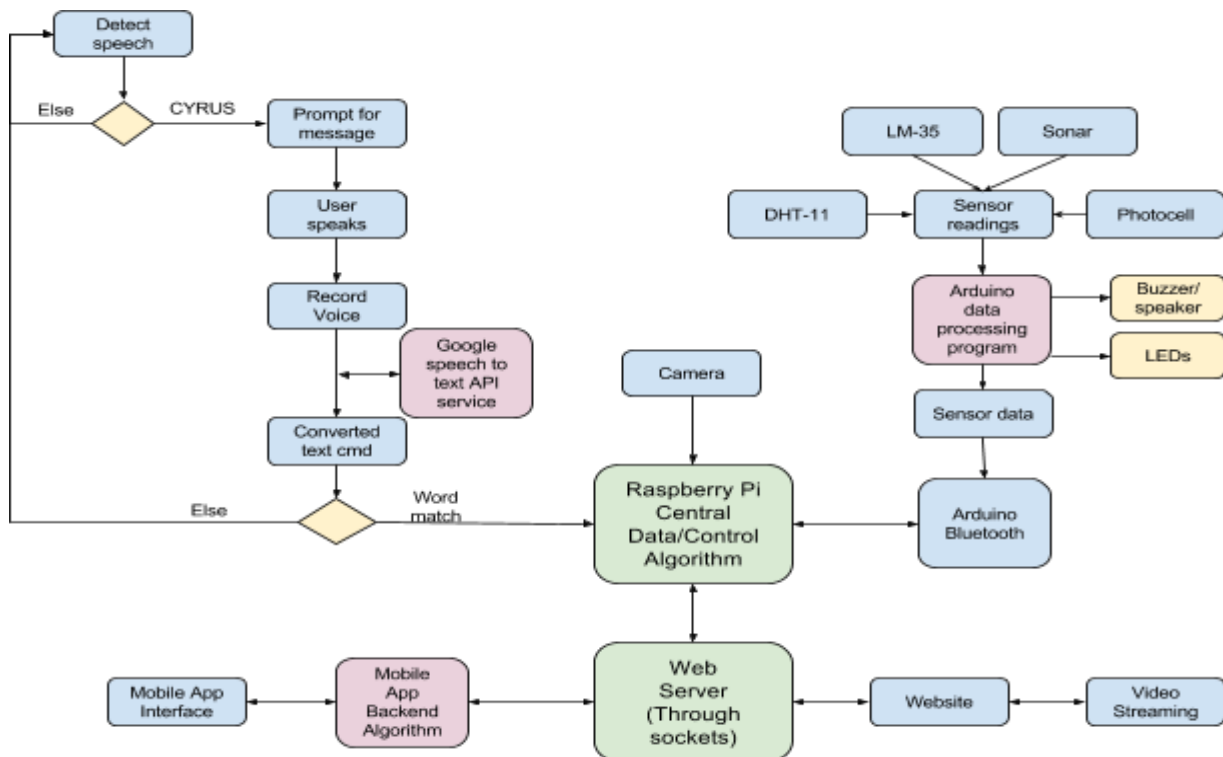 Detect
speech
Else
CYRUS
Prompt for
message
User
speaks
Record
Voice
Google
speech to
text API
service
Converted
text cmd
Else
Word
match
LM-35
Sonar
DHT-11
Sensor
readings
Photocell
Arduino
data
processing
program
Buzzer/
speaker
LEDs
Camera
Sensor data
Raspberry Pi
Central
Data/Control
Algorithm
Arduino
Bluetooth
Mobile App
Interface
Mobile
App
Backend
Algorithm
Web
Server
(Through
sockets)
Website
Video
Streaming